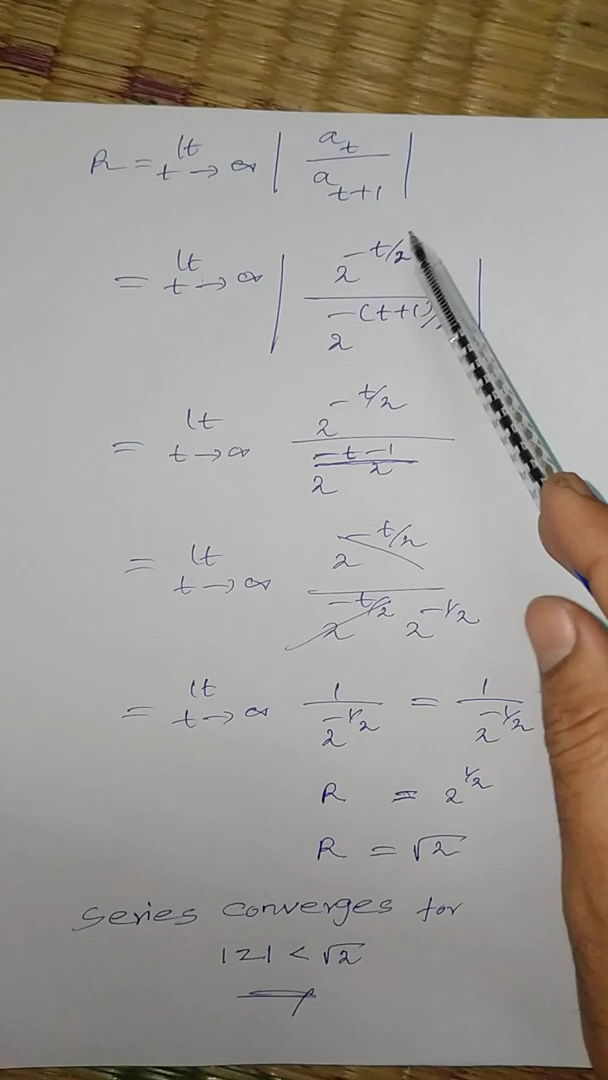 R = lt t→∞ | a_t / a_{t+1} |
= lt t→∞ | 2^{-t/2} / 2^{-(t+1)/ |
= lt t→∞ 2^{-t/2} / 2^{(-t-1)/2}
= lt t→∞ 2^{-t/2} / 2^{-t/2} 2^{-1/2}
= lt t→∞ 1 / 2^{-1/2} = 1 / 2^{-1/2}
R = 2^{1/2}
R = √2
Series converges for
|z| < √2